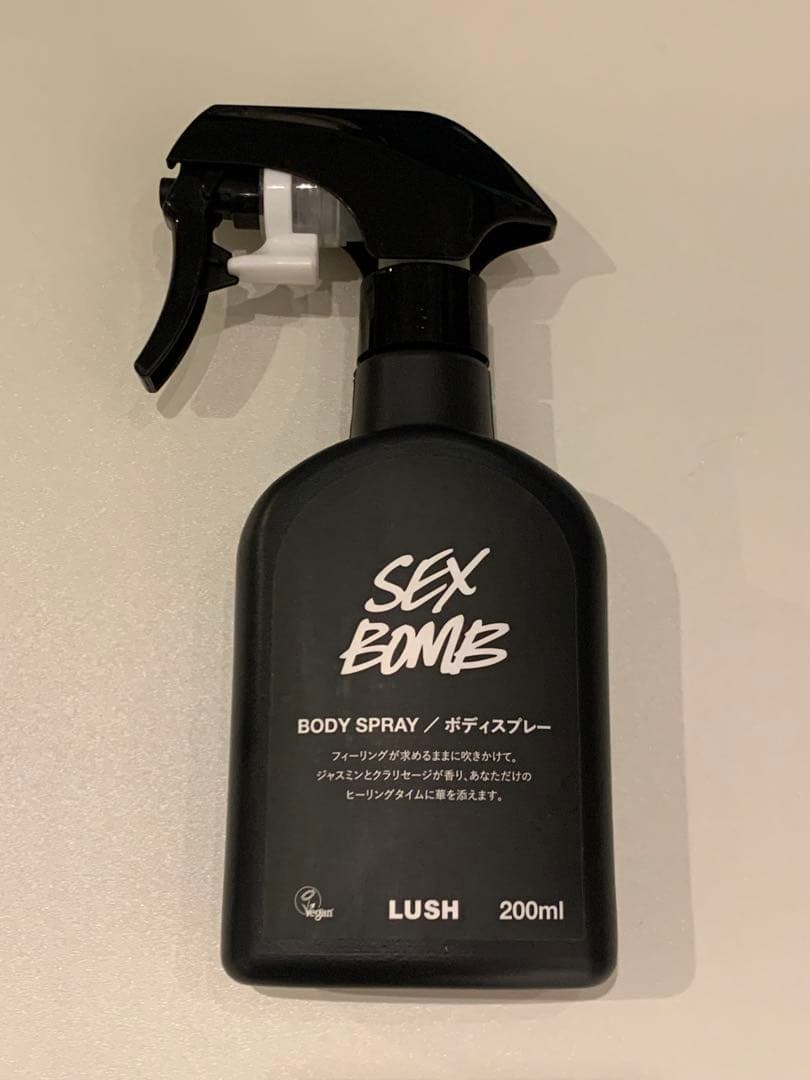 SEX
BOMB
BODY SPRAY / ボディスプレー
フィーリングが求めるままに吹きかけて。
ジャスミンとクラリセージが香り、あなただけの
ヒーリングタイムに華を添えます。
Vegan
LUSH 200ml